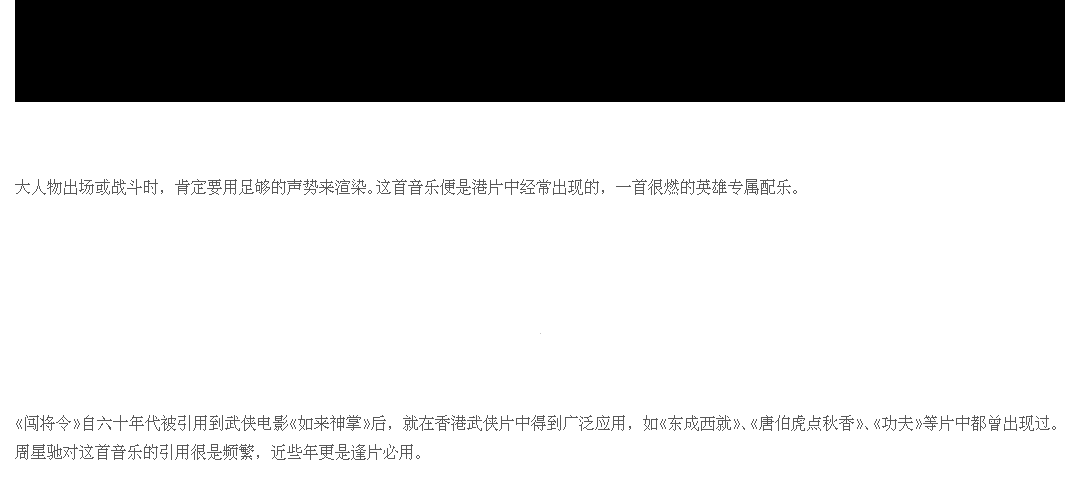 大人物出场或战斗时，肯定要用足够的声势来渲染。这首音乐便是港片中经常出现的，一首很燃的英雄专属配乐。
《闯将令》自六十年代被引用到武侠电影《如来神掌》后，就在香港武侠片中得到广泛应用，如《东成西就》、《唐伯虎点秋香》、《功夫》等片中都曾出现过。
周星驰对这首音乐的引用很是频繁，近些年更是逢片必用。